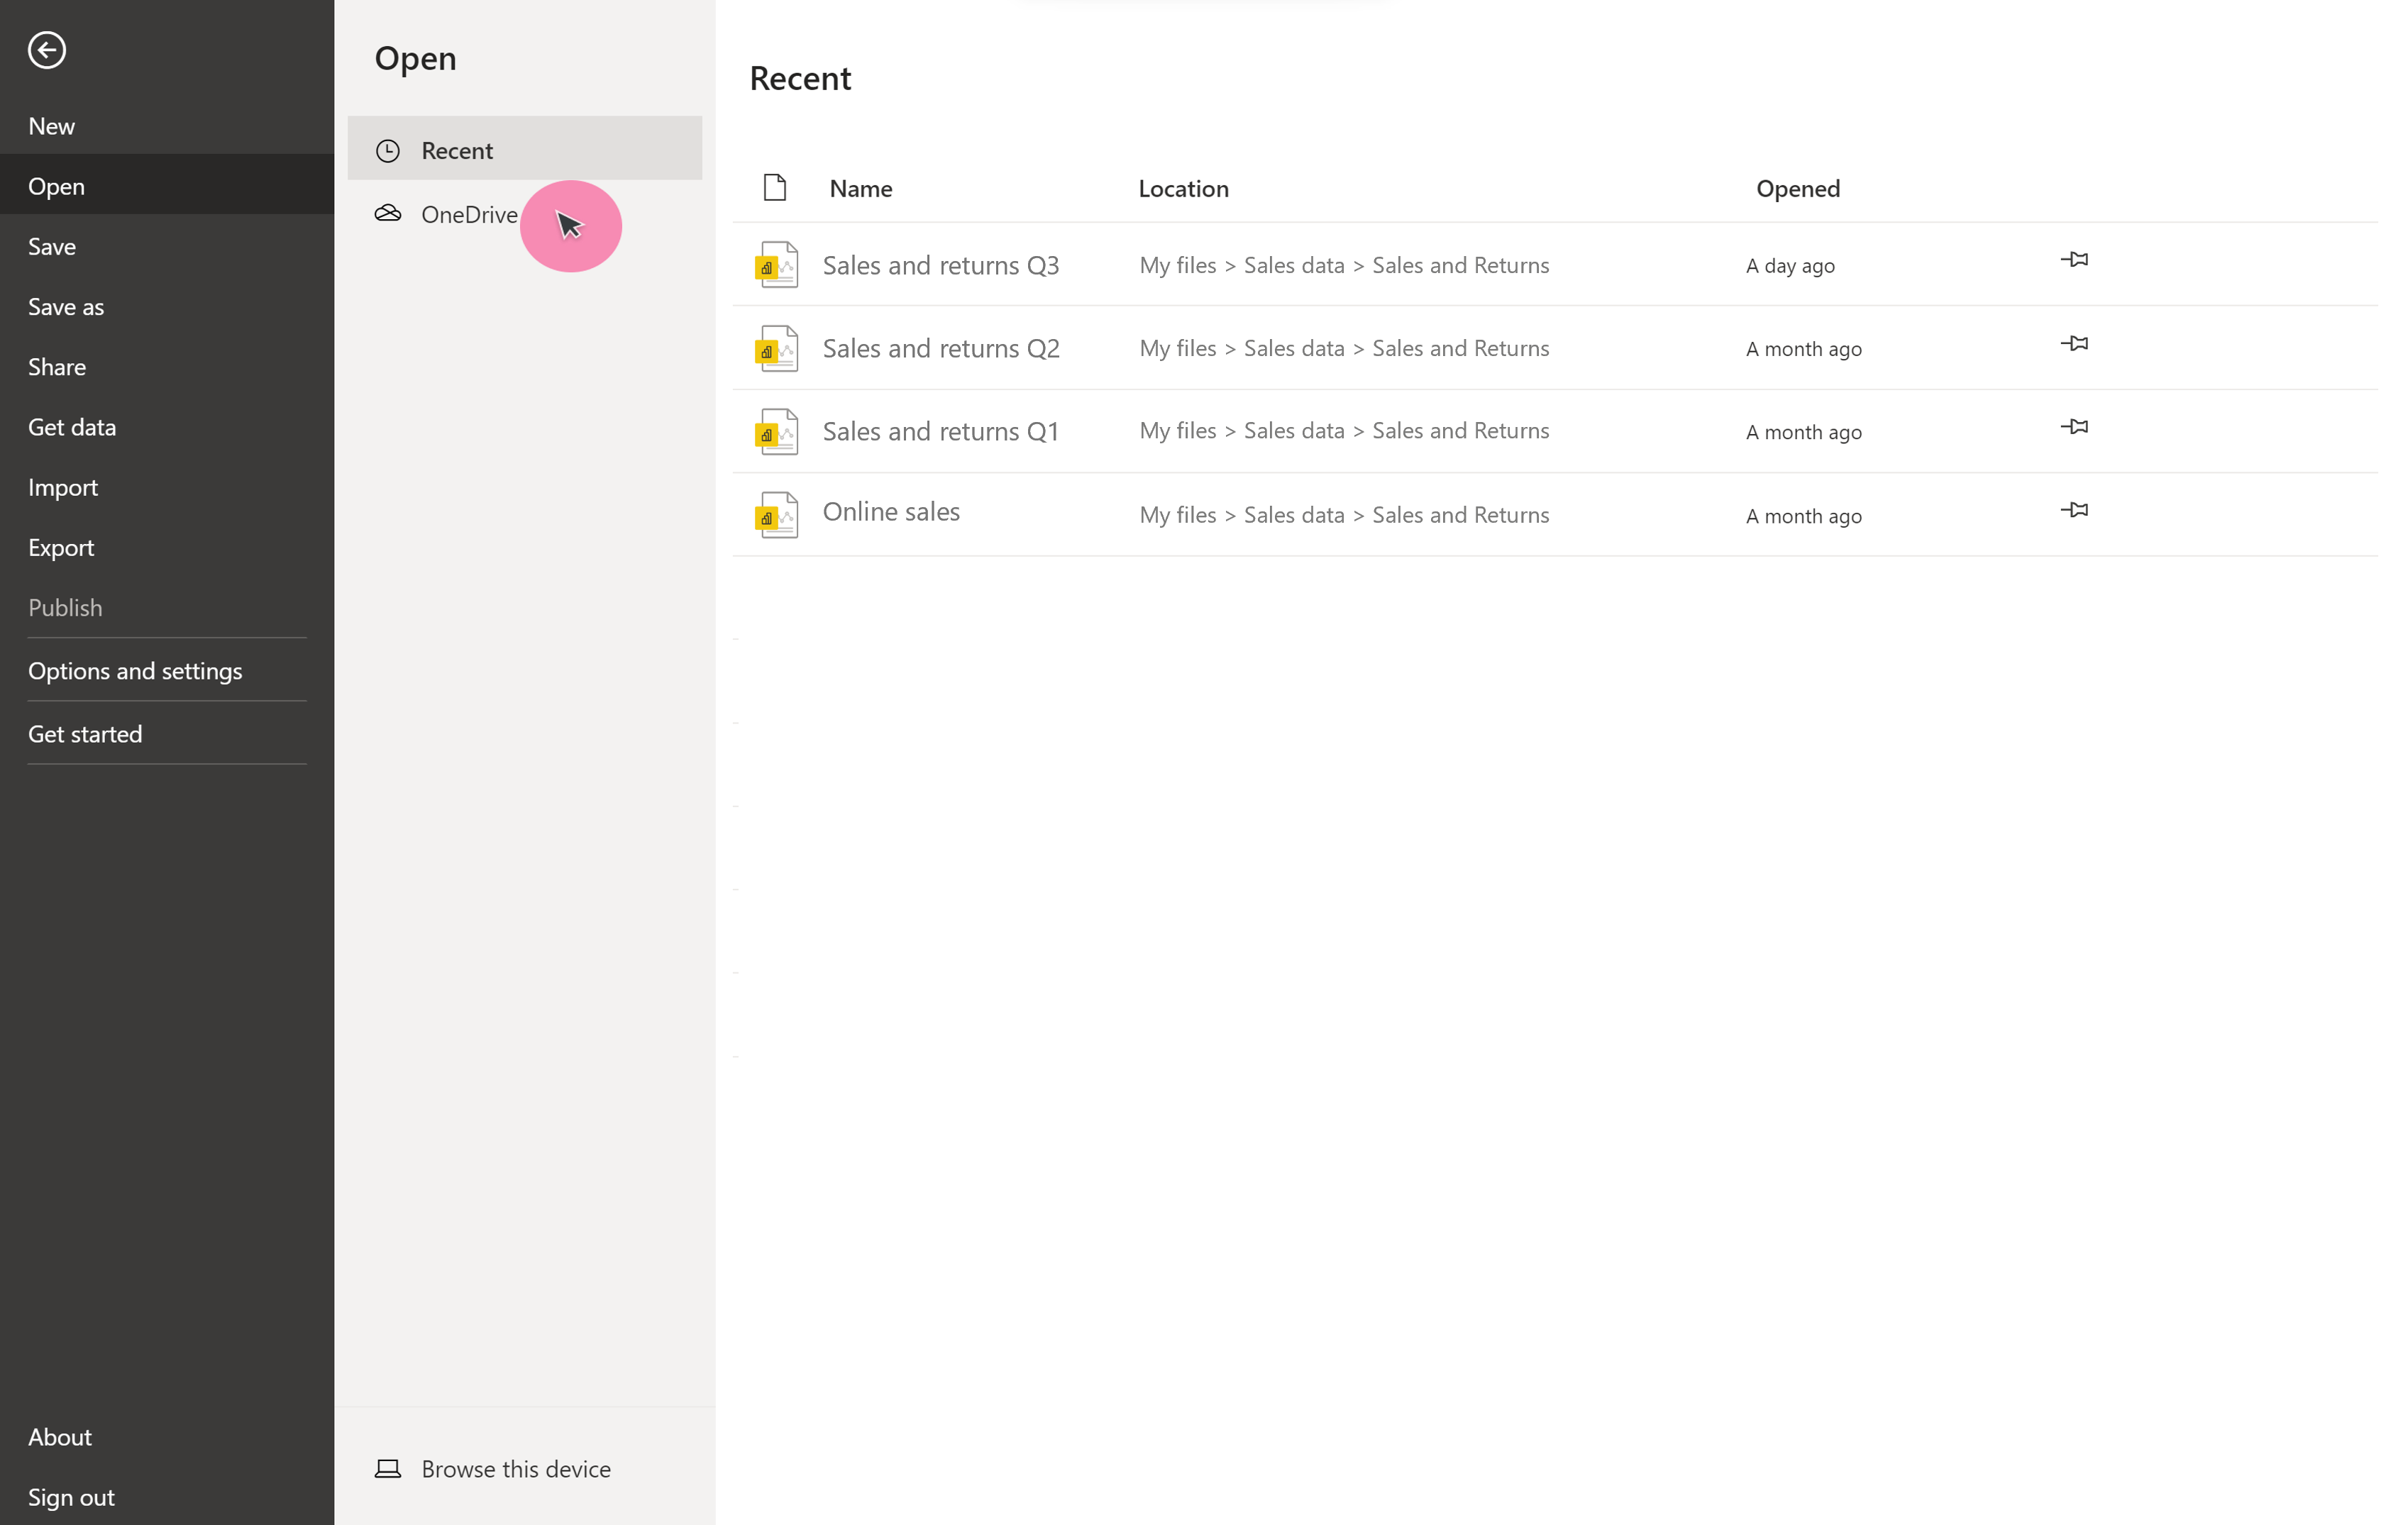 New
Open
Save
Save as
Share
Get data
Import
Export
Publish
Options and settings
Get started
About
Sign out
Open
Recent
OneDrive
Browse this device
Recent
Name Location Opened
Sales and returns Q3 My files > Sales data > Sales and Returns A day ago
Sales and returns Q2 My files > Sales data > Sales and Returns A month ago
Sales and returns Q1 My files > Sales data > Sales and Returns A month ago
Online sales My files > Sales data > Sales and Returns A month ago